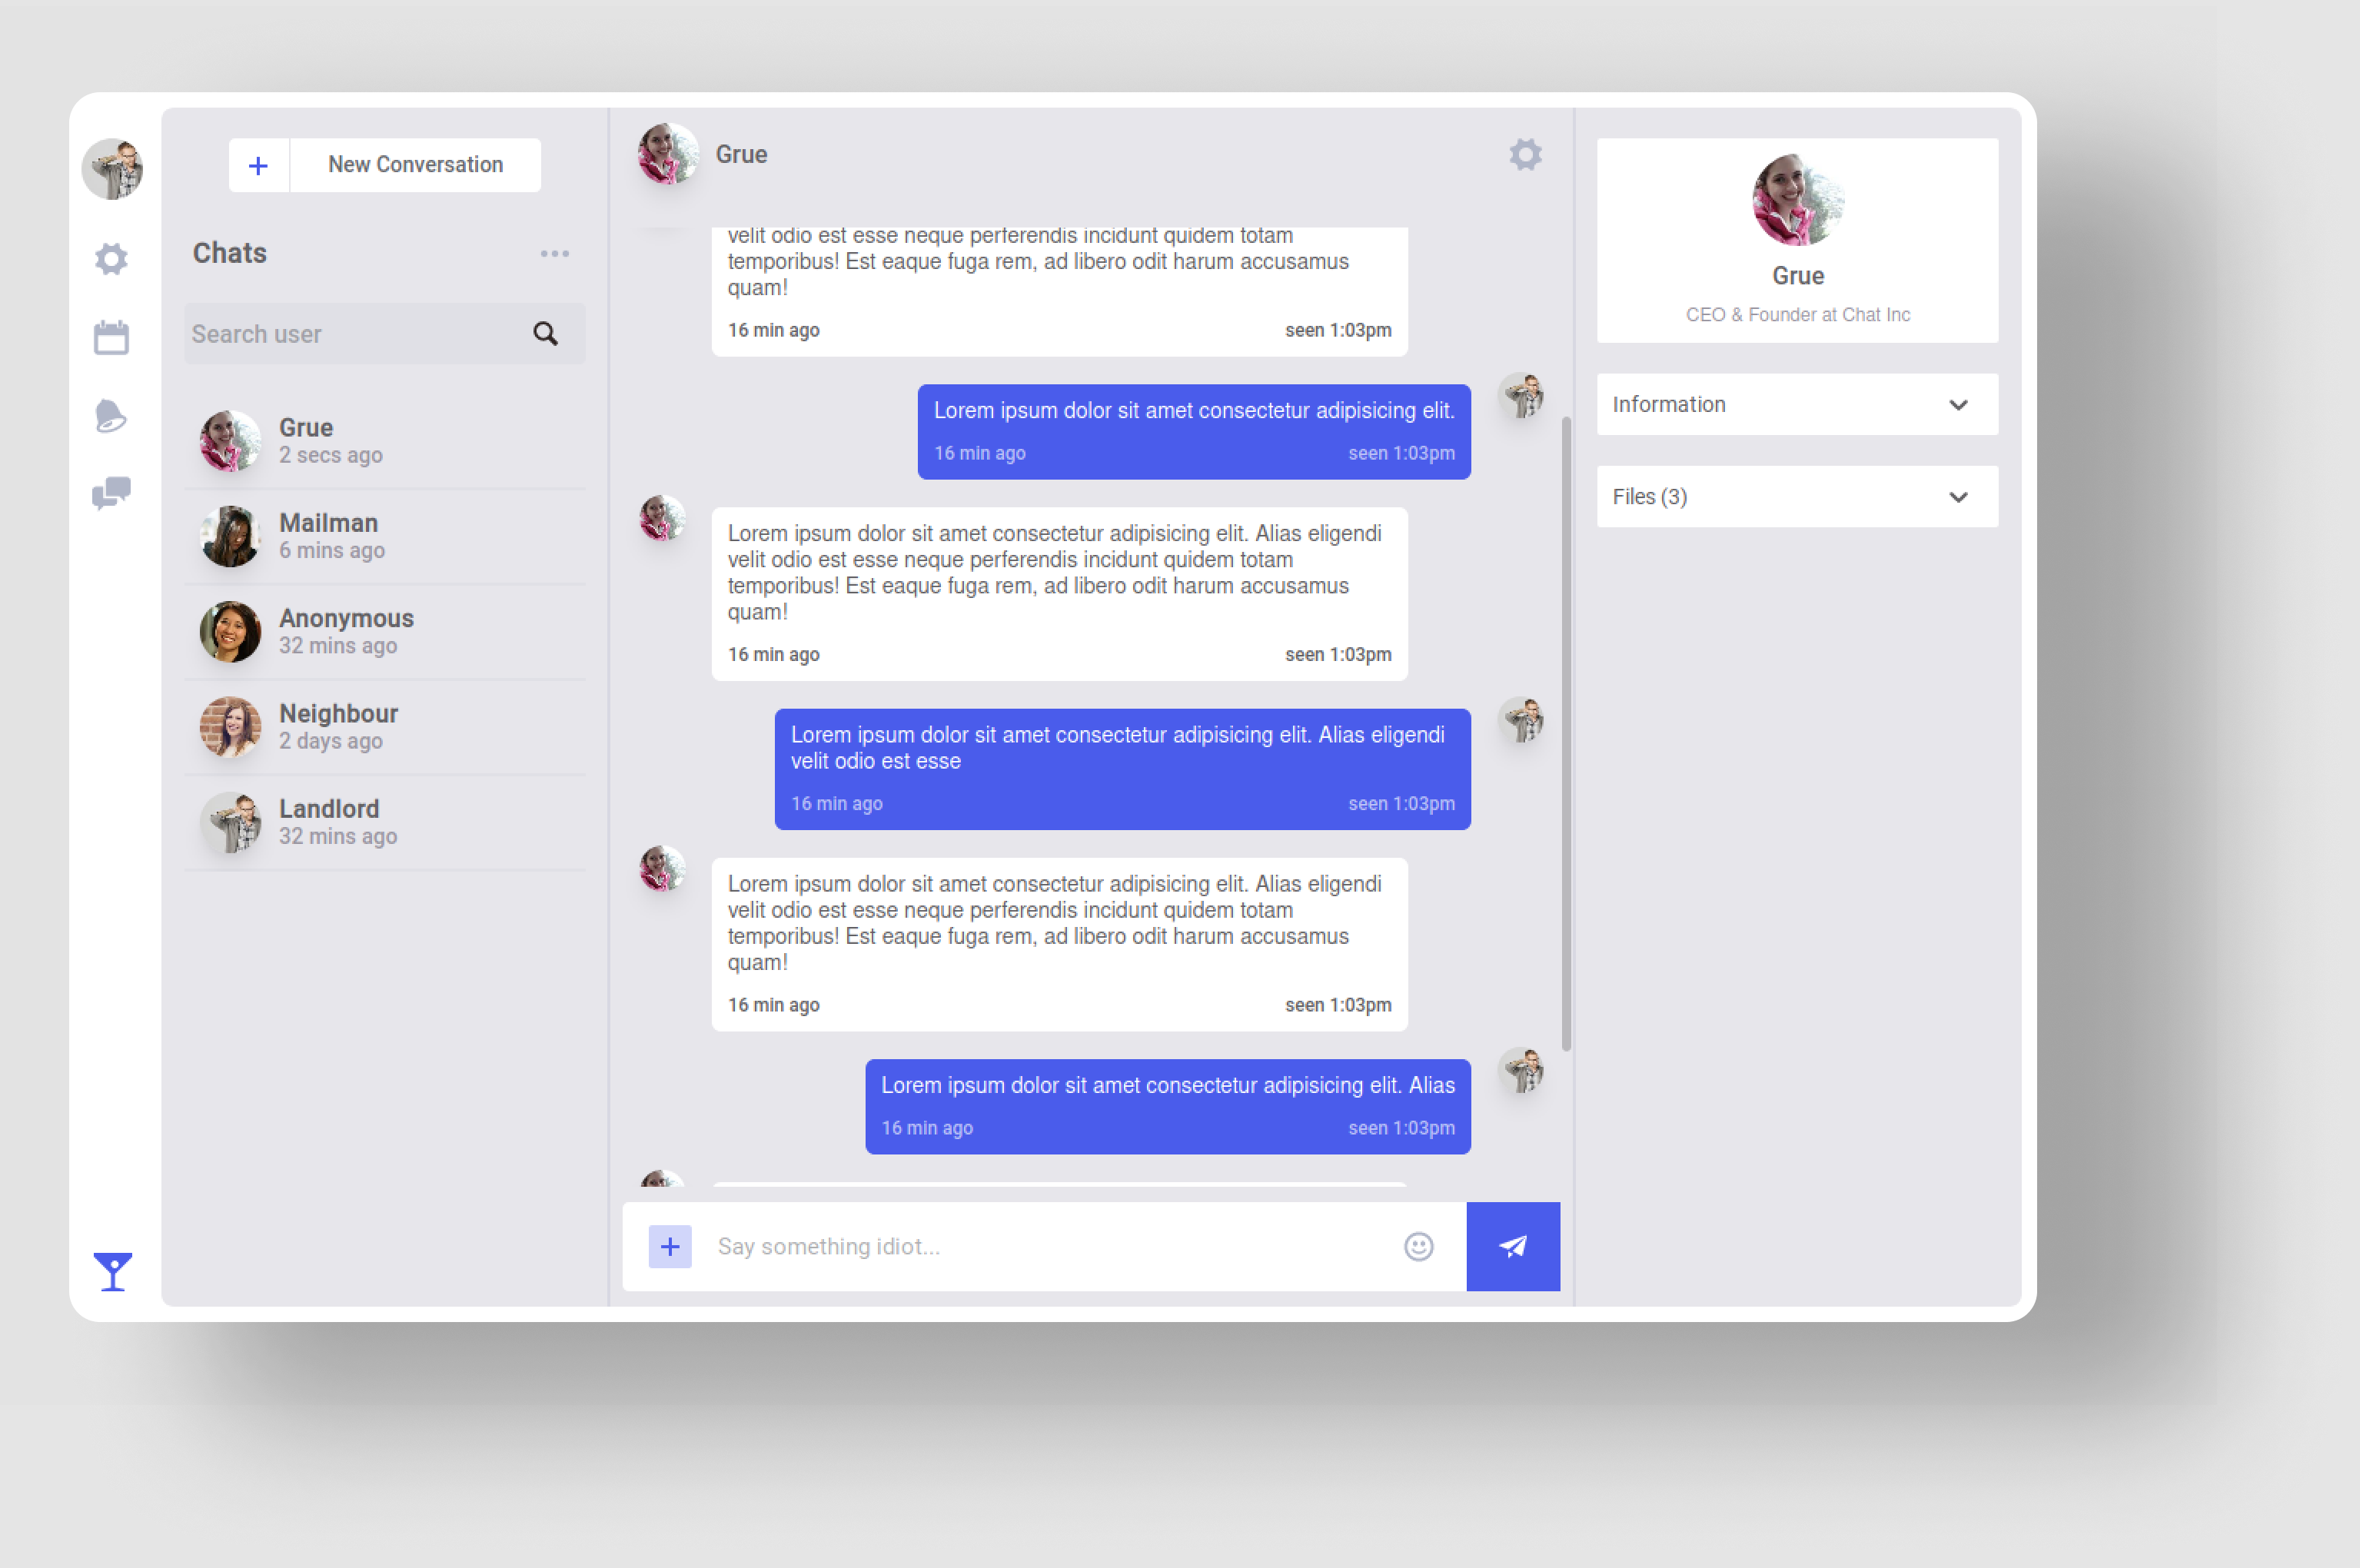 New Conversation
Chats
Search user
Grue
2 secs ago
Mailman
6 mins ago
Anonymous
32 mins ago
Neighbour
2 days ago
Landlord
32 mins ago
Grue
velit odio est esse neque perferendis incidunt quidem totam
temporibus! Est eaque fuga rem, ad libero odit harum accusamus
quam!
16 min ago seen 1:03pm
Lorem ipsum dolor sit amet consectetur adipisicing elit.
16 min ago seen 1:03pm
Lorem ipsum dolor sit amet consectetur adipisicing elit. Alias eligendi
velit odio est esse neque perferendis incidunt quidem totam
temporibus! Est eaque fuga rem, ad libero odit harum accusamus
quam!
16 min ago seen 1:03pm
Lorem ipsum dolor sit amet consectetur adipisicing elit. Alias eligendi
velit odio est esse
16 min ago seen 1:03pm
Lorem ipsum dolor sit amet consectetur adipisicing elit. Alias eligendi
velit odio est esse neque perferendis incidunt quidem totam
temporibus! Est eaque fuga rem, ad libero odit harum accusamus
quam!
16 min ago seen 1:03pm
Lorem ipsum dolor sit amet consectetur adipisicing elit. Alias
16 min ago seen 1:03pm
Say something idiot...
Grue
CEO & Founder at Chat Inc
Information
Files (3)